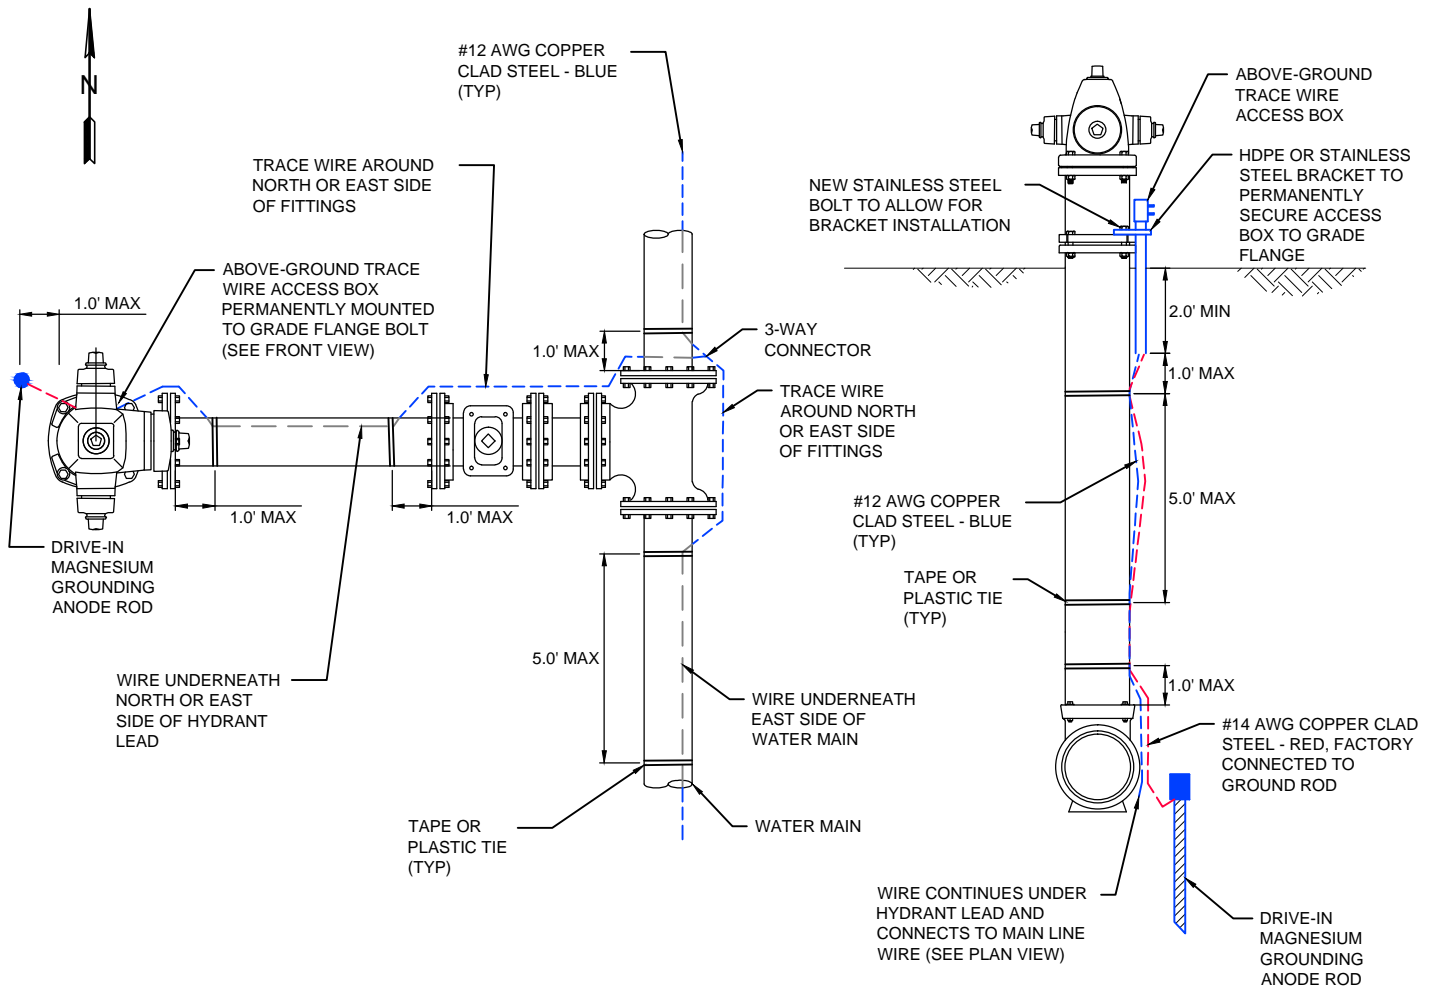 N
#12 AWG COPPER
CLAD STEEL - BLUE
(TYP)
TRACE WIRE AROUND
NORTH OR EAST SIDE
OF FITTINGS
ABOVE-GROUND TRACE
WIRE ACCESS BOX
PERMANENTLY MOUNTED
TO GRADE FLANGE BOLT
(SEE FRONT VIEW)
1.0' MAX
1.0' MAX
3-WAY
CONNECTOR
TRACE WIRE
AROUND NORTH
OR EAST SIDE
OF FITTINGS
1.0' MAX
1.0' MAX
DRIVE-IN
MAGNESIUM
GROUNDING
ANODE ROD
WIRE UNDERNEATH
NORTH OR EAST
SIDE OF HYDRANT
LEAD
5.0' MAX
WIRE UNDERNEATH
EAST SIDE OF
WATER MAIN
TAPE OR
PLASTIC TIE
(TYP)
WATER MAIN
ABOVE-GROUND
TRACE WIRE
ACCESS BOX
HDPE OR STAINLESS
STEEL BRACKET TO
PERMANENTLY
SECURE ACCESS
BOX TO GRADE
FLANGE
NEW STAINLESS STEEL
BOLT TO ALLOW FOR
BRACKET INSTALLATION
2.0' MIN
1.0' MAX
#12 AWG COPPER
CLAD STEEL - BLUE
(TYP)
5.0' MAX
TAPE OR
PLASTIC TIE
(TYP)
1.0' MAX
#14 AWG COPPER CLAD
STEEL - RED, FACTORY
CONNECTED TO
GROUND ROD
WIRE CONTINUES UNDER
HYDRANT LEAD AND
CONNECTS TO MAIN LINE
WIRE (SEE PLAN VIEW)
DRIVE-IN
MAGNESIUM
GROUNDING
ANODE ROD